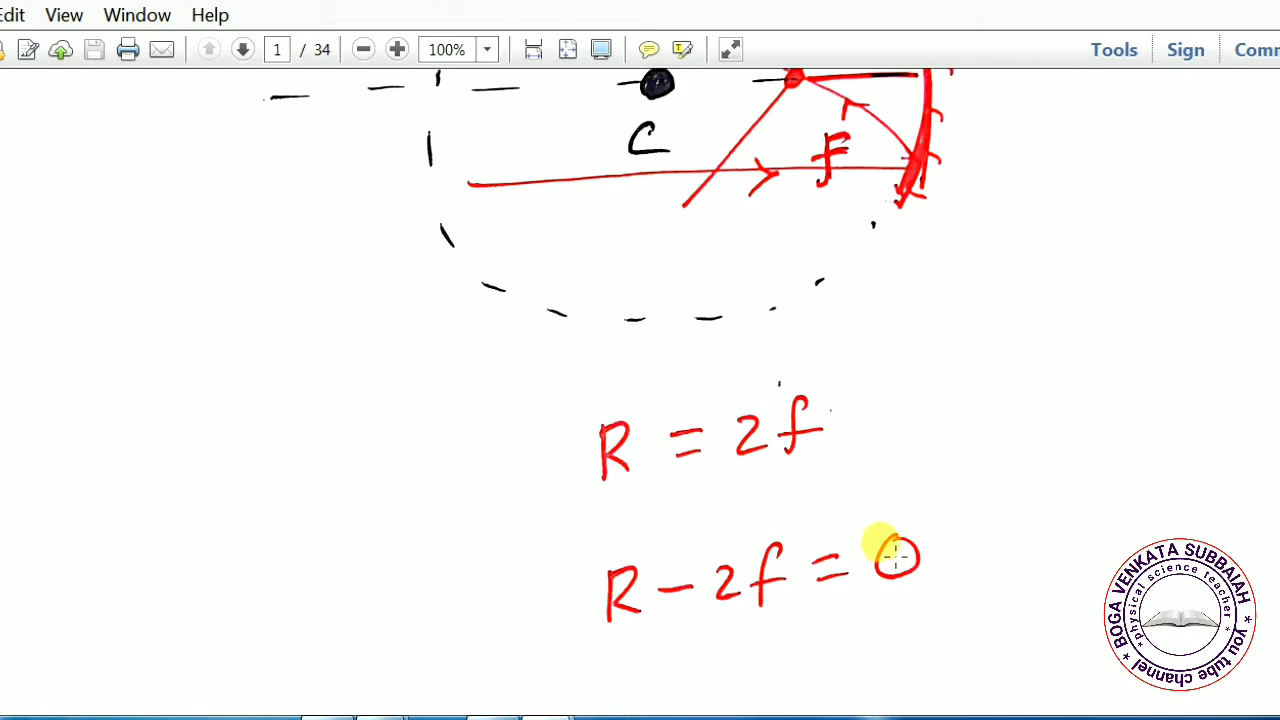 Edit View Window Help
1 / 34 100% Tools Sign Comm
C
F
R = 2f
R - 2f = 0
* BOGA VENKATA SUBBAIAH * you tube channel
* physical science teacher *